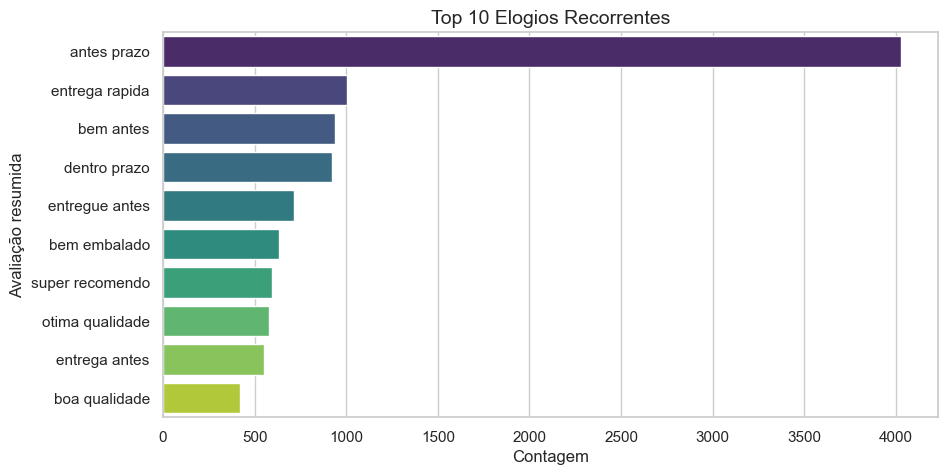 Top 10 Elogios Recorrentes
Avaliação resumida
antes prazo
entrega rapida
bem antes
dentro prazo
entregue antes
bem embalado
super recomendo
otima qualidade
entrega antes
boa qualidade
0 500 1000 1500 2000 2500 3000 3500 4000
Contagem